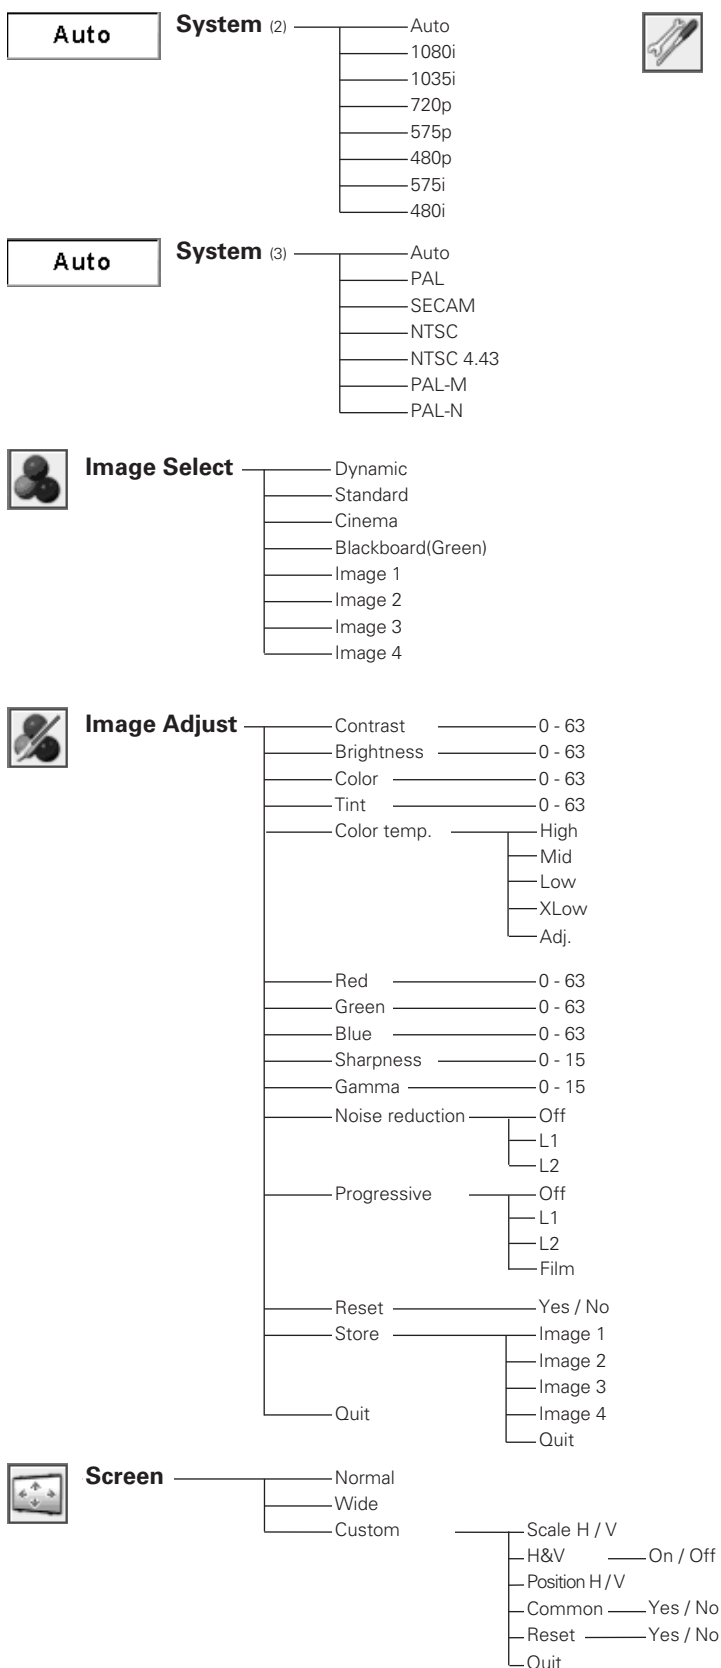 Auto
System (2) Auto
1080i
1035i
720p
575p
480p
575i
480i
Auto
System (3) Auto
PAL
SECAM
NTSC
NTSC 4.43
PAL-M
PAL-N
Image Select Dynamic
Standard
Cinema
Blackboard(Green)
Image 1
Image 2
Image 3
Image 4
Image Adjust Contrast 0 - 63
Brightness 0 - 63
Color 0 - 63
Tint 0 - 63
Color temp. High
Mid
Low
XLow
Adj.
Red 0 - 63
Green 0 - 63
Blue 0 - 63
Sharpness 0 - 15
Gamma 0 - 15
Noise reduction Off
L1
L2
Progressive Off
L1
L2
Film
Reset Yes / No
Store Image 1
Image 2
Image 3
Quit Image 4
Quit
Screen Normal
Wide
Custom Scale H / V
H&V On / Off
Position H / V
Common Yes / No
Reset Yes / No
Quit